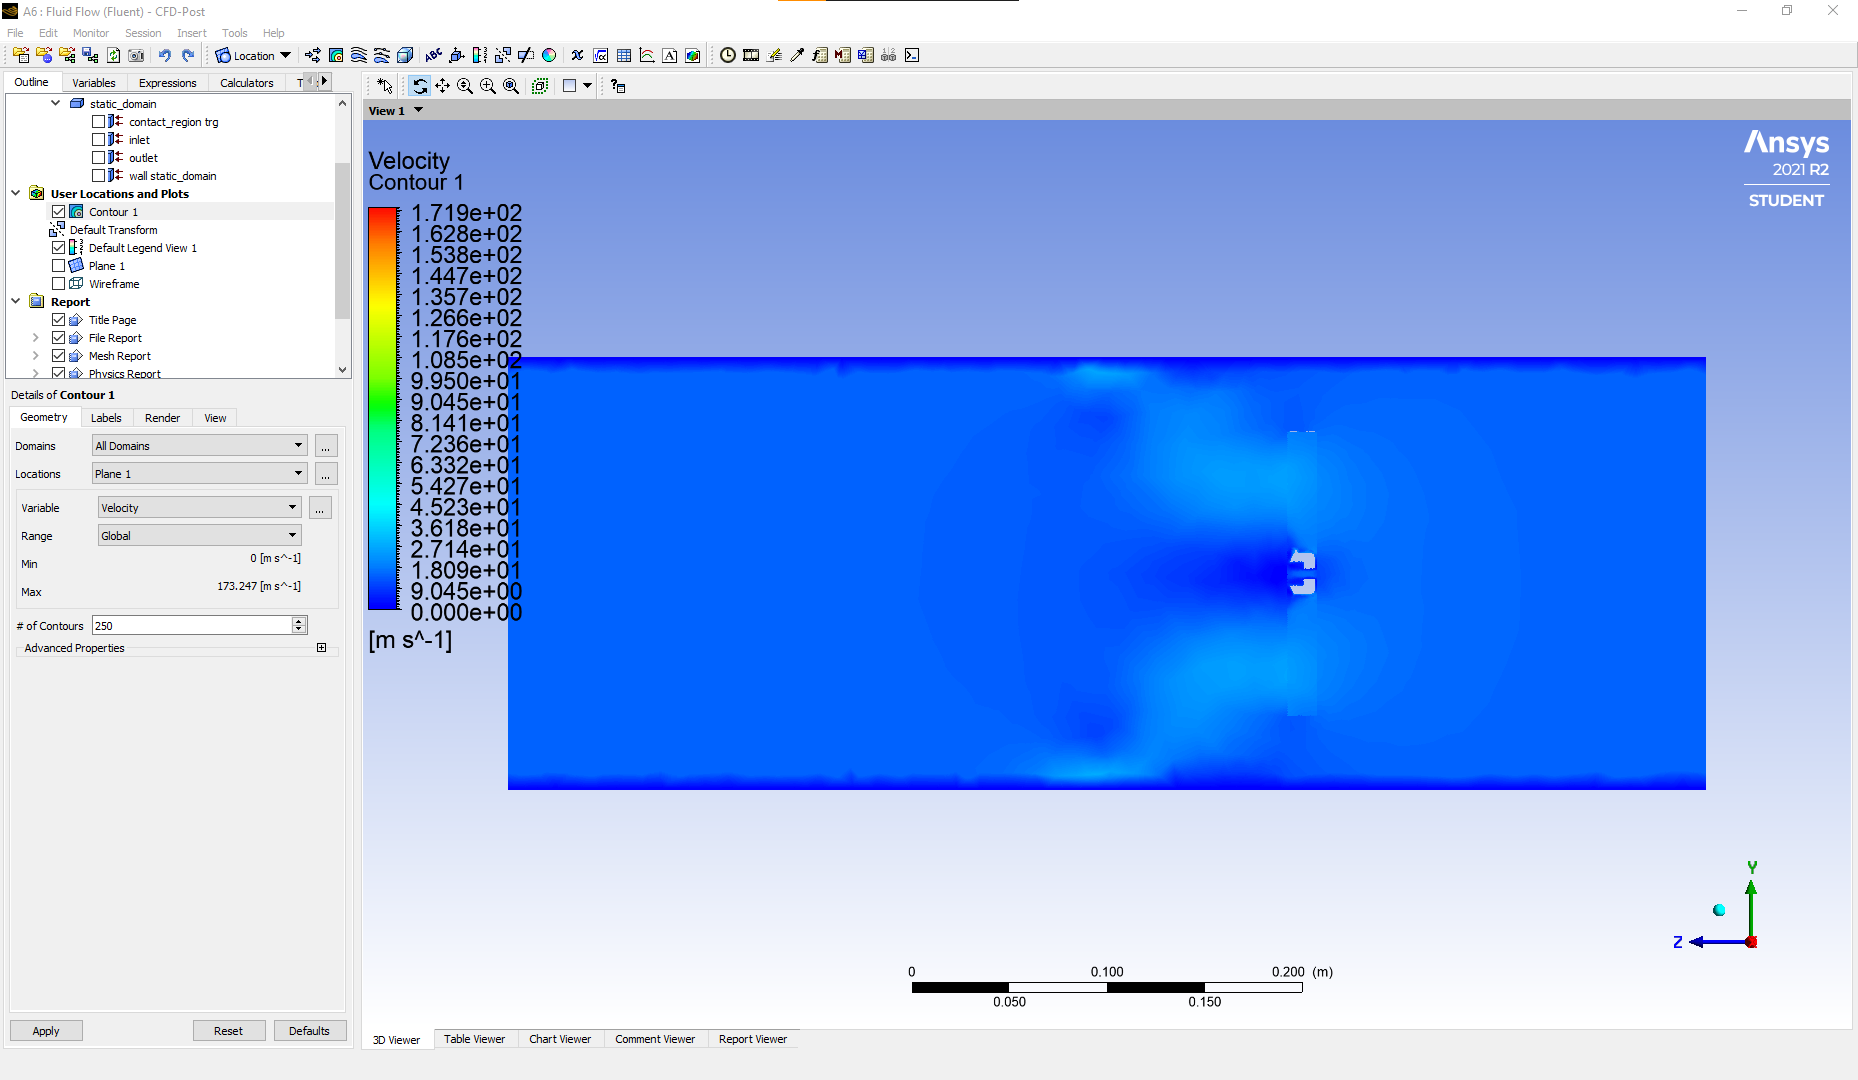 A6 : Fluid Flow (Fluent) - CFD-Post
File Edit Monitor Session Insert Tools Help
Location
Outline Variables Expressions Calculators T
static_domain
contact_region trg
inlet
outlet
wall static_domain
User Locations and Plots
Contour 1
Default Transform
Default Legend View 1
Plane 1
Wireframe
Report
Title Page
File Report
Mesh Report
Physics Report
Details of Contour 1
Geometry Labels Render View
Domains All Domains ...
Locations Plane 1 ...
Variable Velocity ...
Range Global
Min 0 [m s^-1]
Max 173.247 [m s^-1]
# of Contours 250
Advanced Properties
Apply Reset Defaults
View 1
Velocity
Contour 1
1.719e+02
1.628e+02
1.538e+02
1.447e+02
1.357e+02
1.266e+02
1.176e+02
1.085e+02
9.950e+01
9.045e+01
8.141e+01
7.236e+01
6.332e+01
5.427e+01
4.523e+01
3.618e+01
2.714e+01
1.809e+01
9.045e+00
0.000e+00
[m s^-1]
Ansys
2021 R2
STUDENT
Y
Z
0 0.100 0.200 (m)
0.050 0.150
3D Viewer Table Viewer Chart Viewer Comment Viewer Report Viewer